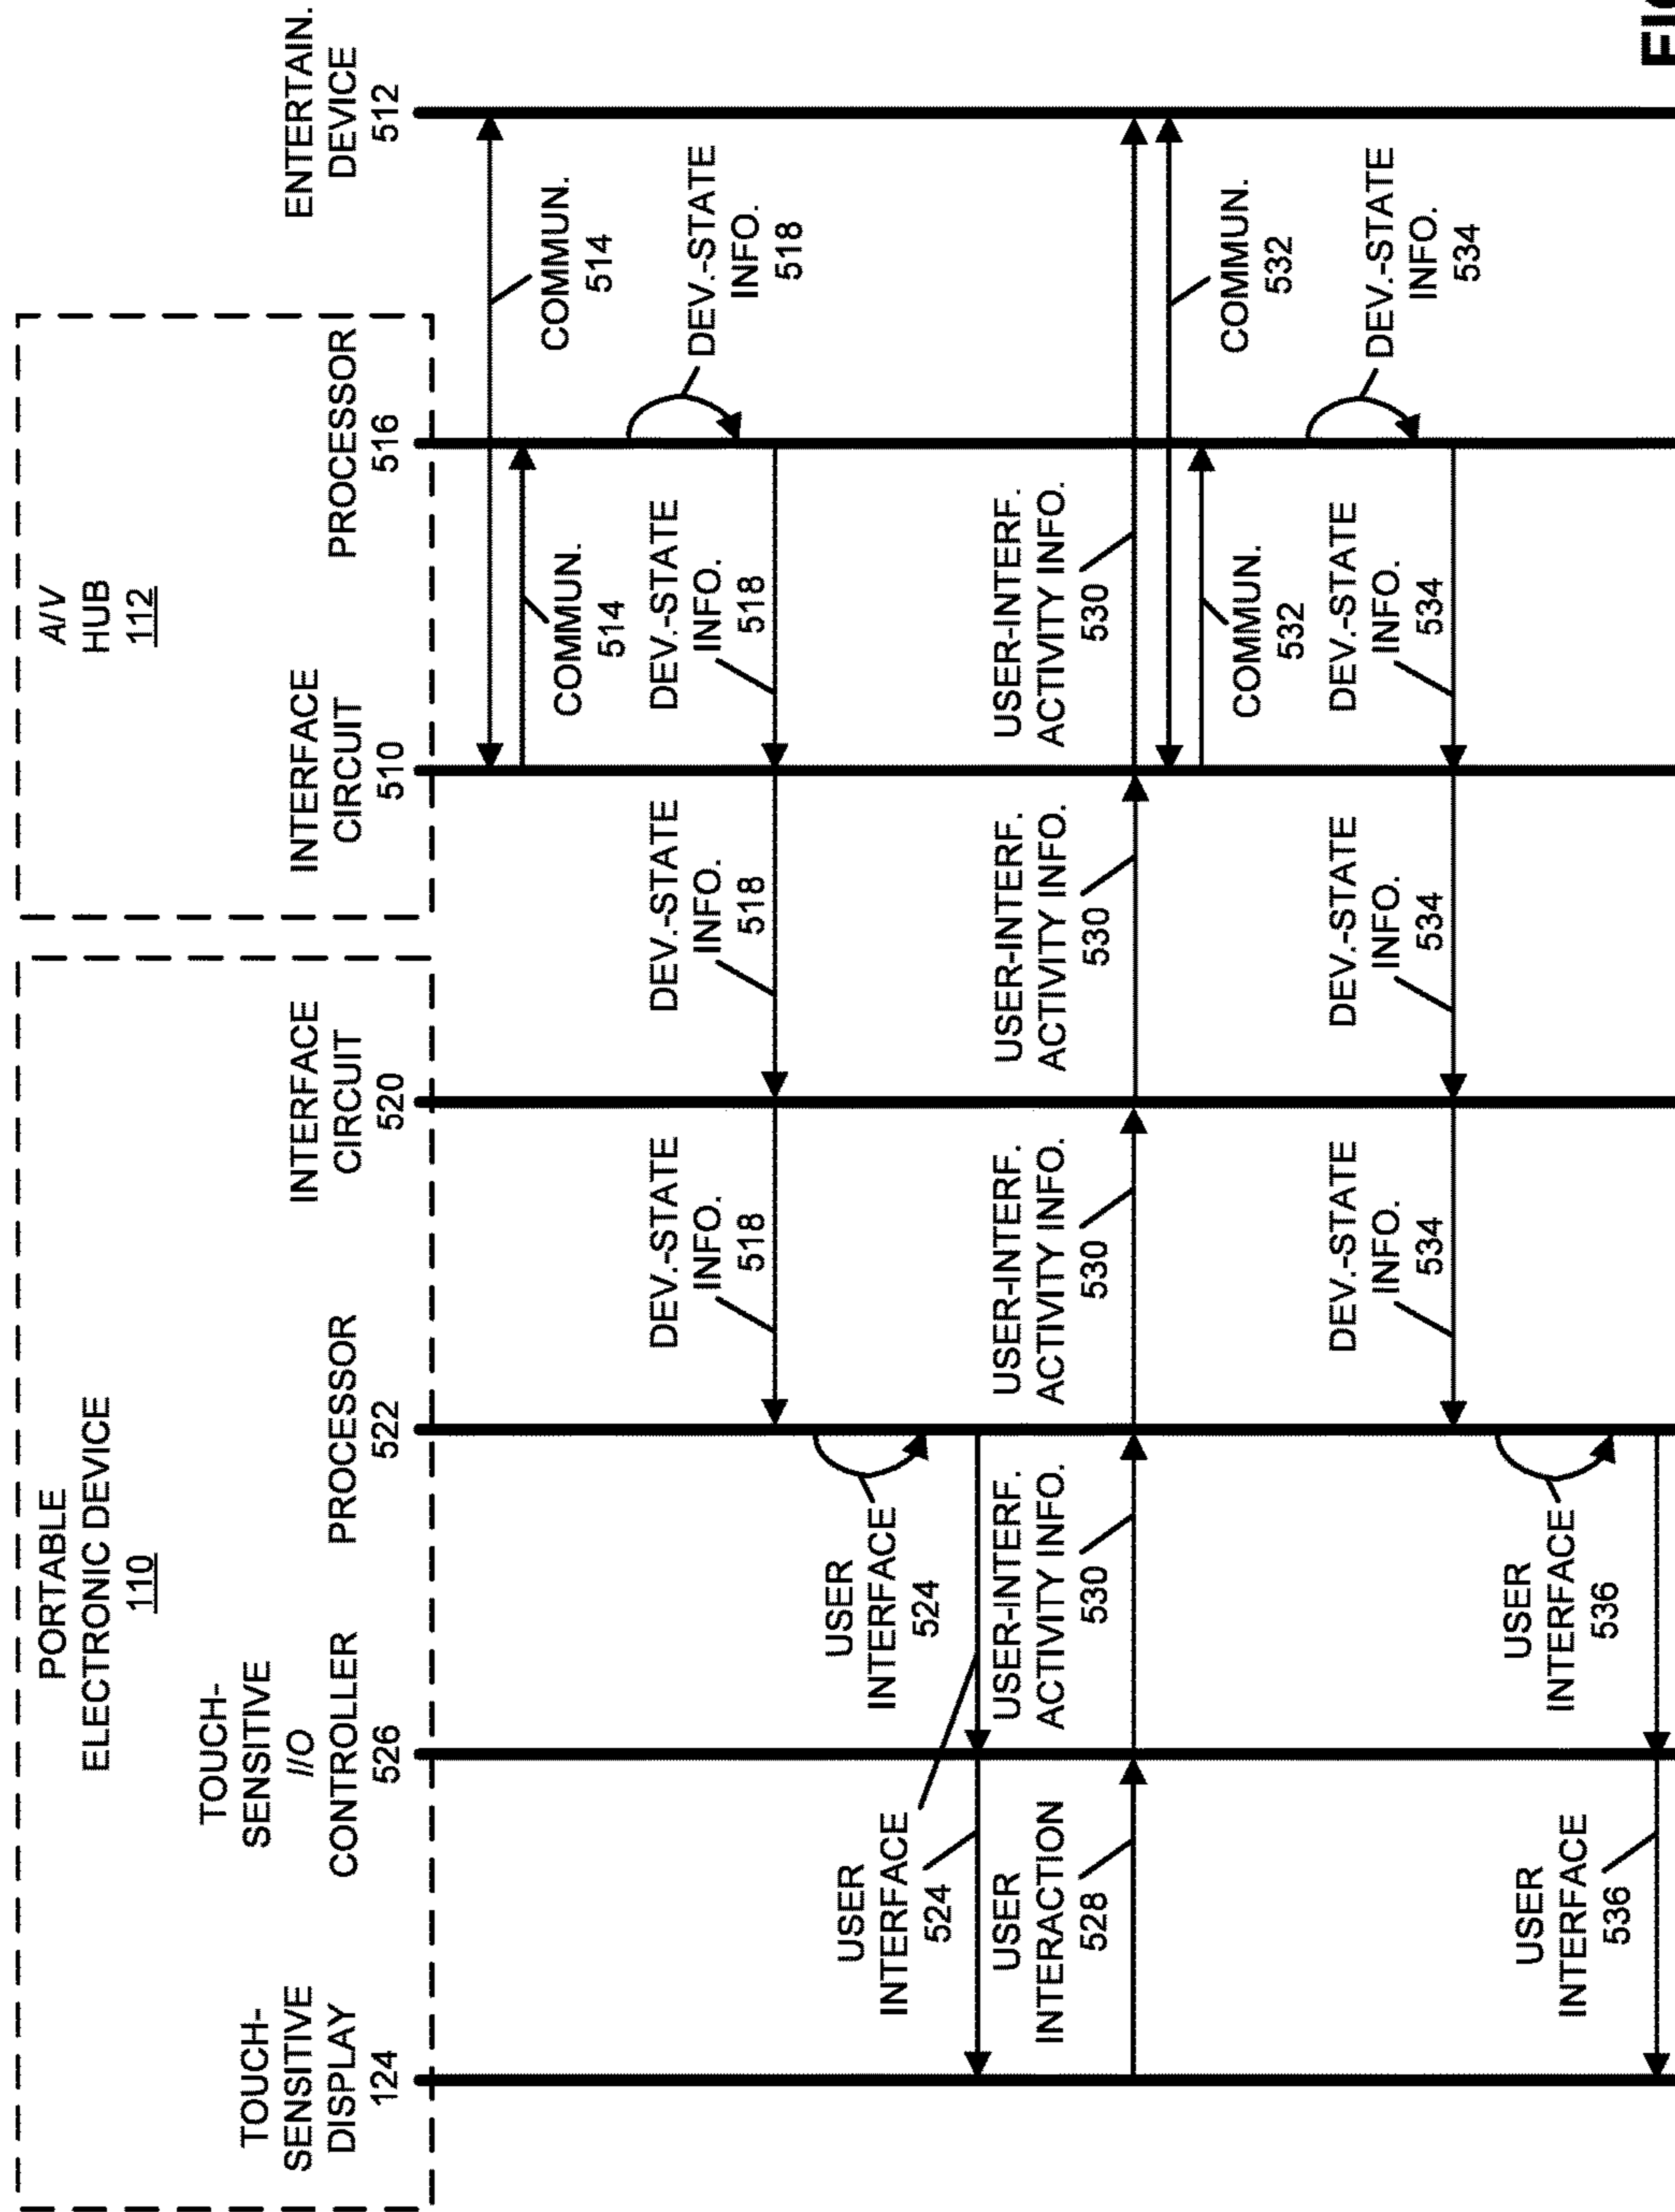 PORTABLE
ELECTRONIC DEVICE
110
A/V
HUB
112
TOUCH-
SENSITIVE
DISPLAY
124
TOUCH-
SENSITIVE
I/O
CONTROLLER
526
PROCESSOR
522
INTERFACE
CIRCUIT
520
INTERFACE
CIRCUIT
510
PROCESSOR
516
ENTERTAIN.
DEVICE
512
COMMUN.
514
COMMUN.
514
DEV.-STATE
INFO.
518
DEV.-STATE
INFO.
518
DEV.-STATE
INFO.
518
DEV.-STATE
INFO.
518
USER
INTERFACE
524
USER
INTERFACE
524
USER
INTERACTION
528
USER-INTERF.
ACTIVITY INFO.
530
USER-INTERF.
ACTIVITY INFO.
530
USER-INTERF.
ACTIVITY INFO.
530
USER-INTERF.
ACTIVITY INFO.
530
COMMUN.
532
COMMUN.
532
DEV.-STATE
INFO.
534
DEV.-STATE
INFO.
534
DEV.-STATE
INFO.
534
DEV.-STATE
INFO.
534
USER
INTERFACE
536
USER
INTERFACE
536